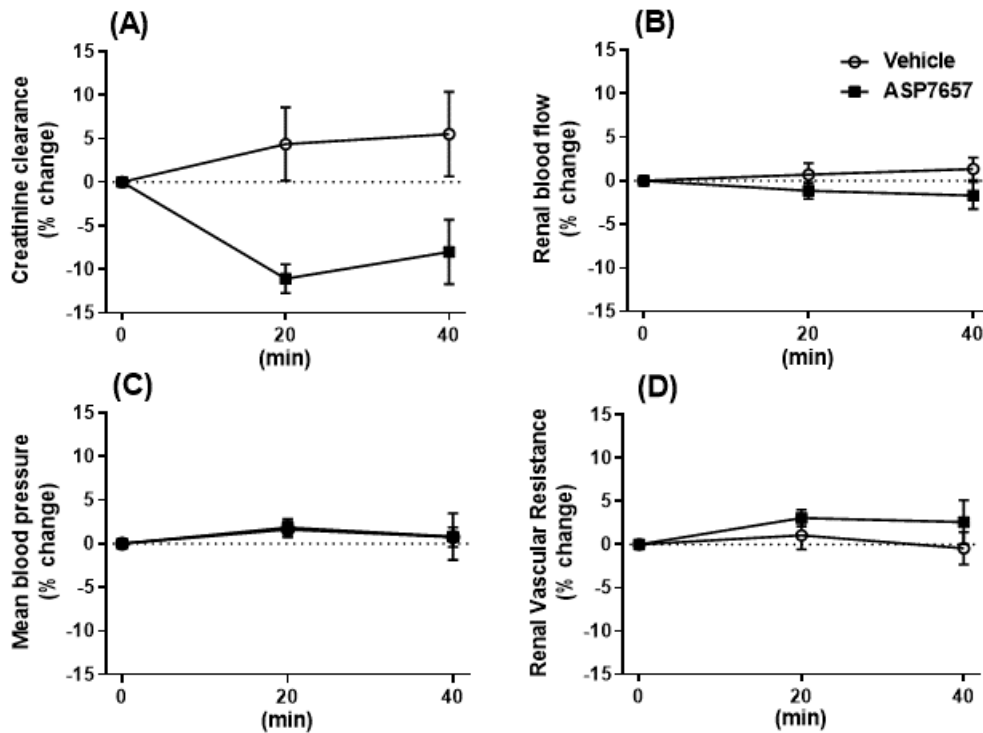 (A)
Creatinine clearance
(% change)
15
10
5
0
-5
-10
-15
0 20 40
(min)
(B)
Vehicle
ASP7657
Renal blood flow
(% change)
15
10
5
0
-5
-10
-15
0 20 40
(min)
(C)
Mean blood pressure
(% change)
15
10
5
0
-5
-10
-15
0 20 40
(min)
(D)
Renal Vascular Resistance
(% change)
15
10
5
0
-5
-10
-15
0 20 40
(min)